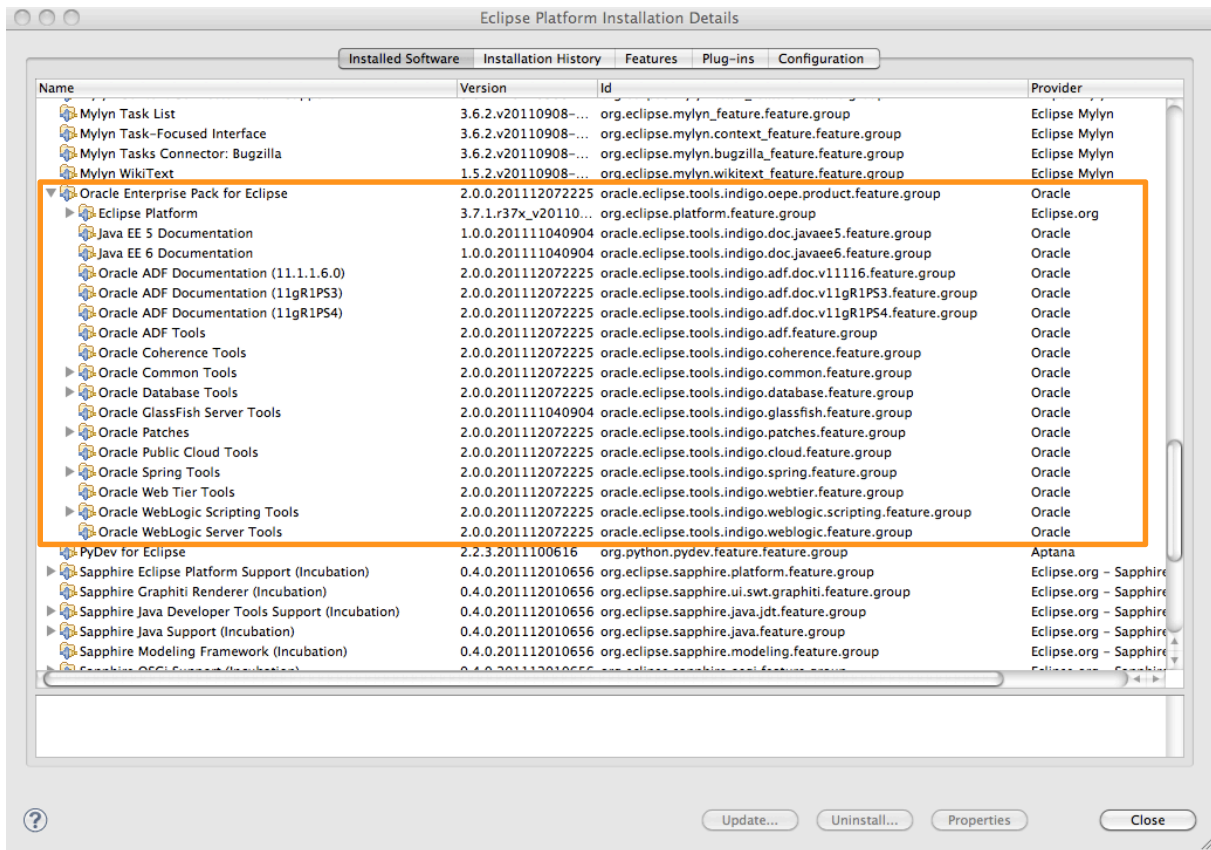 Eclipse Platform Installation Details
Installed Software Installation History Features Plug-ins Configuration
Name Version Id Provider
Mylyn Task List 3.6.2.v20110908-... org.eclipse.mylyn_feature.feature.group Eclipse Mylyn
Mylyn Task-Focused Interface 3.6.2.v20110908-... org.eclipse.mylyn.context_feature.feature.group Eclipse Mylyn
Mylyn Tasks Connector: Bugzilla 3.6.2.v20110908-... org.eclipse.mylyn.bugzilla_feature.feature.group Eclipse Mylyn
Mylyn WikiText 1.5.2.v20110908-... org.eclipse.mylyn.wikitext_feature.feature.group Eclipse Mylyn
Oracle Enterprise Pack for Eclipse 2.0.0.201112072225 oracle.eclipse.tools.indigo.oepe.product.feature.group Oracle
Eclipse Platform 3.7.1.r37x_v20110... org.eclipse.platform.feature.group Eclipse.org
Java EE 5 Documentation 1.0.0.201111040904 oracle.eclipse.tools.indigo.doc.javaee5.feature.group Oracle
Java EE 6 Documentation 1.0.0.201111040904 oracle.eclipse.tools.indigo.doc.javaee6.feature.group Oracle
Oracle ADF Documentation (11.1.1.6.0) 2.0.0.201112072225 oracle.eclipse.tools.indigo.adf.doc.v11116.feature.group Oracle
Oracle ADF Documentation (11gR1PS3) 2.0.0.201112072225 oracle.eclipse.tools.indigo.adf.doc.v11gR1PS3.feature.group Oracle
Oracle ADF Documentation (11gR1PS4) 2.0.0.201112072225 oracle.eclipse.tools.indigo.adf.doc.v11gR1PS4.feature.group Oracle
Oracle ADF Tools 2.0.0.201112072225 oracle.eclipse.tools.indigo.adf.feature.group Oracle
Oracle Coherence Tools 2.0.0.201112072225 oracle.eclipse.tools.indigo.coherence.feature.group Oracle
Oracle Common Tools 2.0.0.201112072225 oracle.eclipse.tools.indigo.common.feature.group Oracle
Oracle Database Tools 2.0.0.201112072225 oracle.eclipse.tools.indigo.database.feature.group Oracle
Oracle GlassFish Server Tools 2.0.0.201111040904 oracle.eclipse.tools.indigo.glassfish.feature.group Oracle
Oracle Patches 2.0.0.201112072225 oracle.eclipse.tools.indigo.patches.feature.group Oracle
Oracle Public Cloud Tools 2.0.0.201112072225 oracle.eclipse.tools.indigo.cloud.feature.group Oracle
Oracle Spring Tools 2.0.0.201112072225 oracle.eclipse.tools.indigo.spring.feature.group Oracle
Oracle Web Tier Tools 2.0.0.201112072225 oracle.eclipse.tools.indigo.webtier.feature.group Oracle
Oracle WebLogic Scripting Tools 2.0.0.201112072225 oracle.eclipse.tools.indigo.weblogic.scripting.feature.group Oracle
Oracle WebLogic Server Tools 2.0.0.201112072225 oracle.eclipse.tools.indigo.weblogic.feature.group Oracle
PyDev for Eclipse 2.2.3.2011100616 org.python.pydev.feature.feature.group Aptana
Sapphire Eclipse Platform Support (Incubation) 0.4.0.201112010656 org.eclipse.sapphire.platform.feature.group Eclipse.org - Sapphire
Sapphire Graphiti Renderer (Incubation) 0.4.0.201112010656 org.eclipse.sapphire.ui.swt.graphiti.feature.group Eclipse.org - Sapphire
Sapphire Java Developer Tools Support (Incubation) 0.4.0.201112010656 org.eclipse.sapphire.java.jdt.feature.group Eclipse.org - Sapphire
Sapphire Java Support (Incubation) 0.4.0.201112010656 org.eclipse.sapphire.java.feature.group Eclipse.org - Sapphire
Sapphire Modeling Framework (Incubation) 0.4.0.201112010656 org.eclipse.sapphire.modeling.feature.group Eclipse.org - Sapphire
? Update... Uninstall... Properties Close